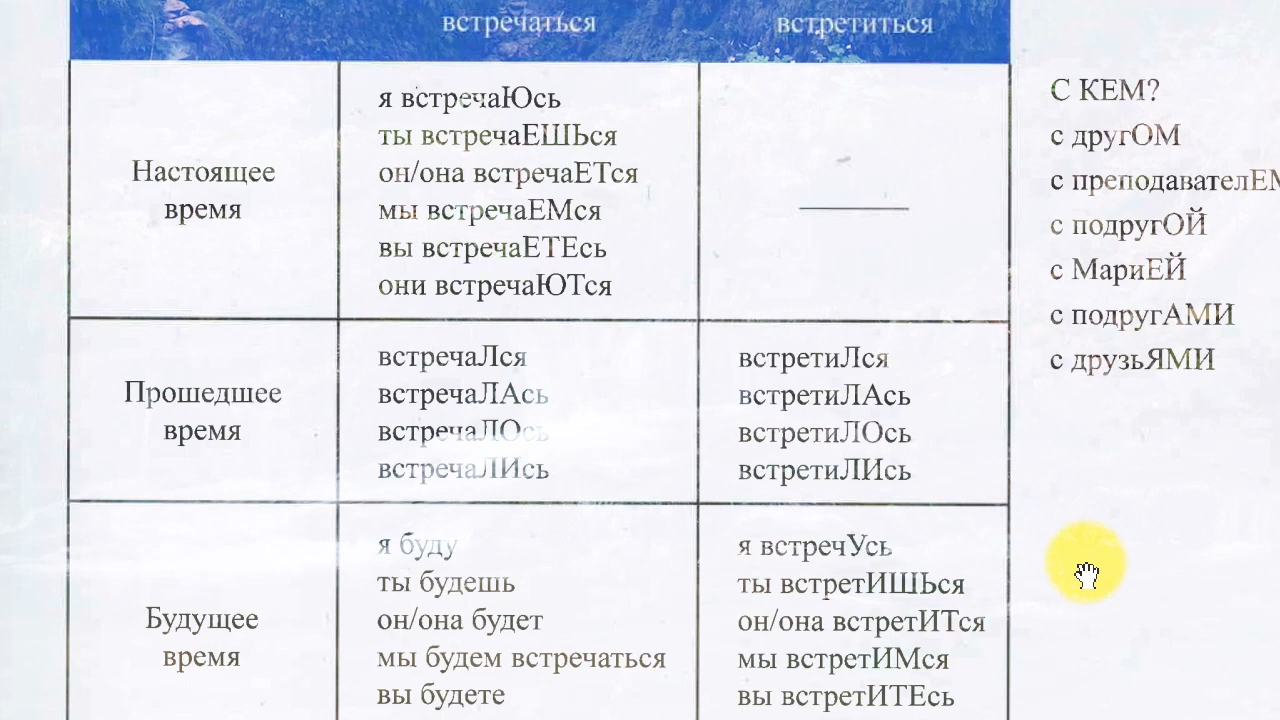 встречаться встретиться
Настоящее
время
я встречаЮсь
ты встречаЕШЬся
он/она встречаЕТся
мы встречаЕМся
вы встречаЕТЕсь
они встречаЮТся
Прошедшее
время
встречаЛся
встречаЛАсь
встречаЛОсь
встречаЛИсь
встретиЛся
встретиЛАсь
встретиЛОсь
встретиЛИсь
Будущее
время
я буду
ты будешь
он/она будет
мы будем встречаться
вы будете
я встречУсь
ты встретИШЬся
он/она встретИТся
мы встретИМся
вы встретИТЕсь
С КЕМ?
с другОМ
с преподавателЕМ
с подругОЙ
с МариЕЙ
с подругАМИ
с друзьЯМИ